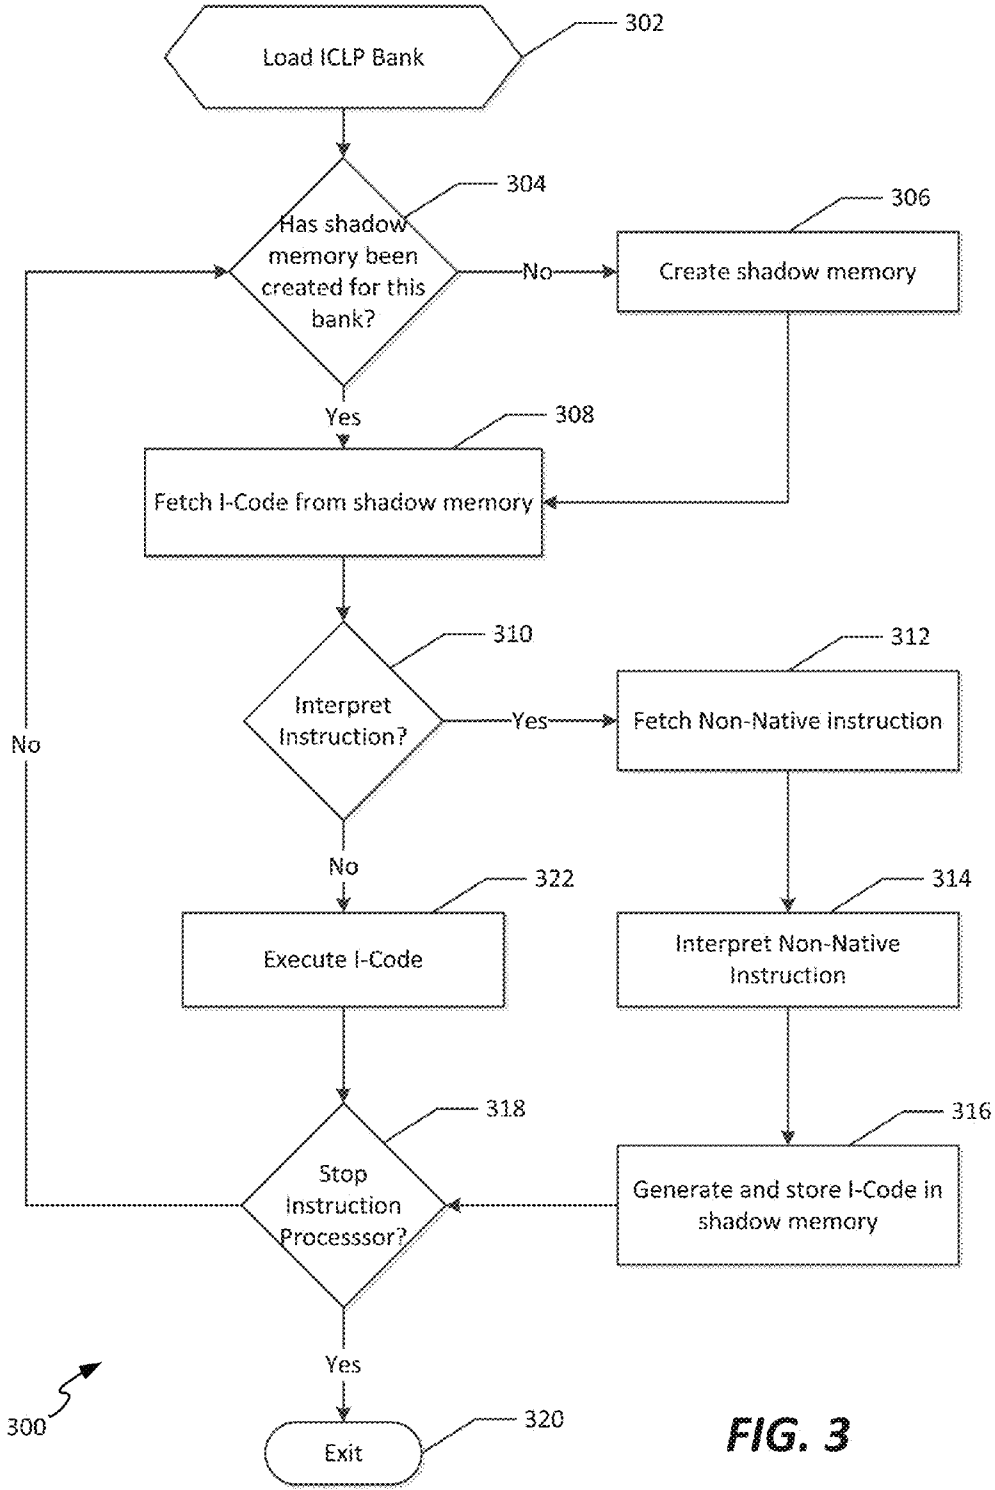 302
Load ICLP Bank
304
Has shadow
memory been
created for this
bank?
No
306
Create shadow memory
Yes
308
Fetch I-Code from shadow memory
310
Interpret
Instruction?
Yes
312
Fetch Non-Native instruction
No
No
322
Execute I-Code
314
Interpret Non-Native
Instruction
318
Stop
Instruction
Processsor?
316
Generate and store I-Code in
shadow memory
Yes
300
320
Exit
FIG. 3